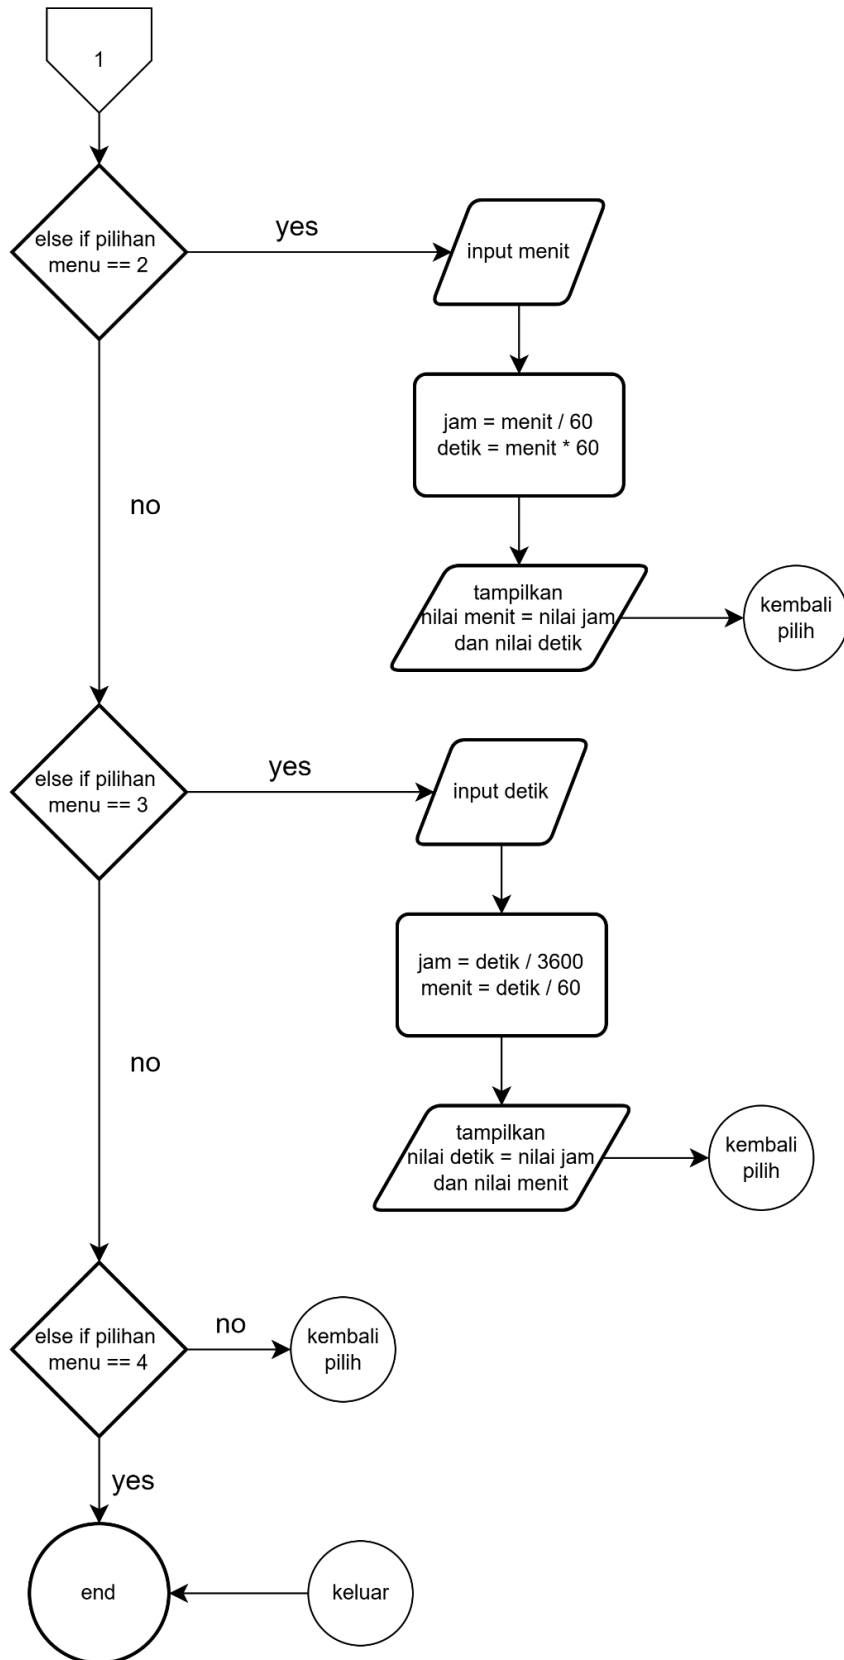 1
else if pilihan
menu == 2
yes
input menit
jam = menit / 60
detik = menit * 60
no
tampilkan
nilai menit = nilai jam
dan nilai detik
kembali
pilih
else if pilihan
menu == 3
yes
input detik
jam = detik / 3600
menit = detik / 60
no
tampilkan
nilai detik = nilai jam
dan nilai menit
kembali
pilih
else if pilihan
menu == 4
no
kembali
pilih
yes
end
keluar